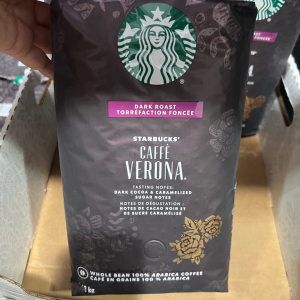 DARK ROAST
TORRÉFACTION FONCÉE
STARBUCKS®
CAFFÈ
VERONA®
TASTING NOTES:
DARK COCOA & CARAMELIZED
SUGAR NOTES
NOTES DE DÉGUSTATION :
NOTES DE CACAO NOIR ET
DE SUCRE CARAMÉLISÉ
WHOLE BEAN 100% ARABICA COFFEE
CAFÉ EN GRAINS 100 % ARABICA